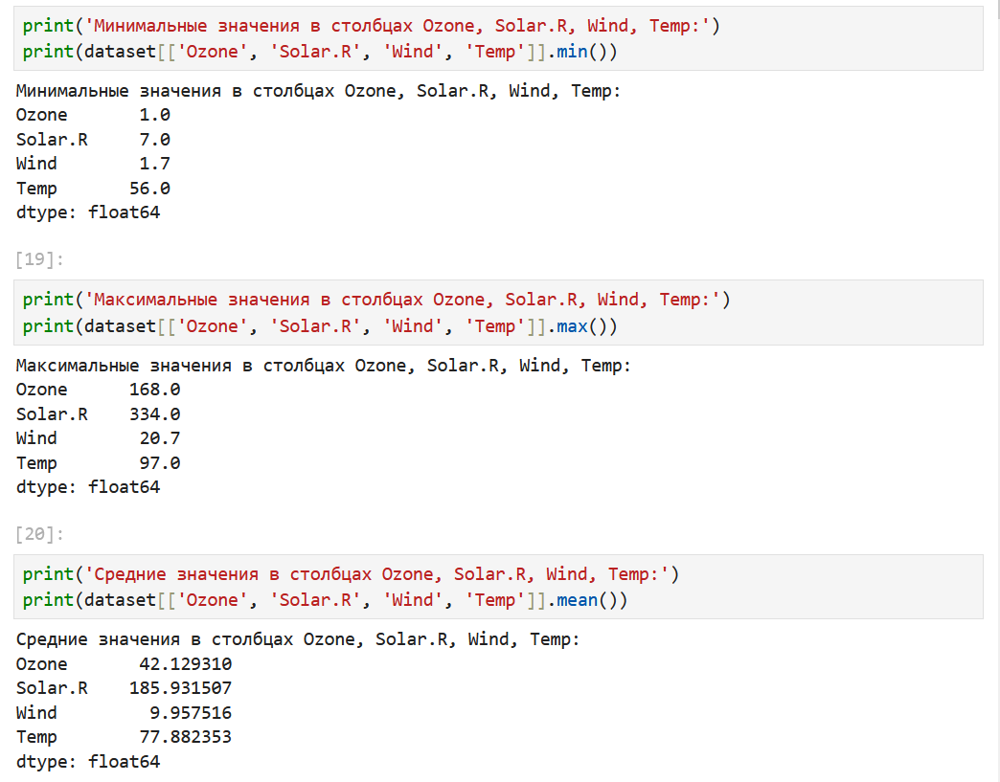 print('Минимальные значения в столбцах Ozone, Solar.R, Wind, Temp:')
print(dataset[['Ozone', 'Solar.R', 'Wind', 'Temp']].min())
Минимальные значения в столбцах Ozone, Solar.R, Wind, Temp:
Ozone       1.0
Solar.R     7.0
Wind        1.7
Temp       56.0
dtype: float64
[19]:
print('Максимальные значения в столбцах Ozone, Solar.R, Wind, Temp:')
print(dataset[['Ozone', 'Solar.R', 'Wind', 'Temp']].max())
Максимальные значения в столбцах Ozone, Solar.R, Wind, Temp:
Ozone      168.0
Solar.R    334.0
Wind        20.7
Temp        97.0
dtype: float64
[20]:
print('Средние значения в столбцах Ozone, Solar.R, Wind, Temp:')
print(dataset[['Ozone', 'Solar.R', 'Wind', 'Temp']].mean())
Средние значения в столбцах Ozone, Solar.R, Wind, Temp:
Ozone       42.129310
Solar.R    185.931507
Wind         9.957516
Temp        77.882353
dtype: float64